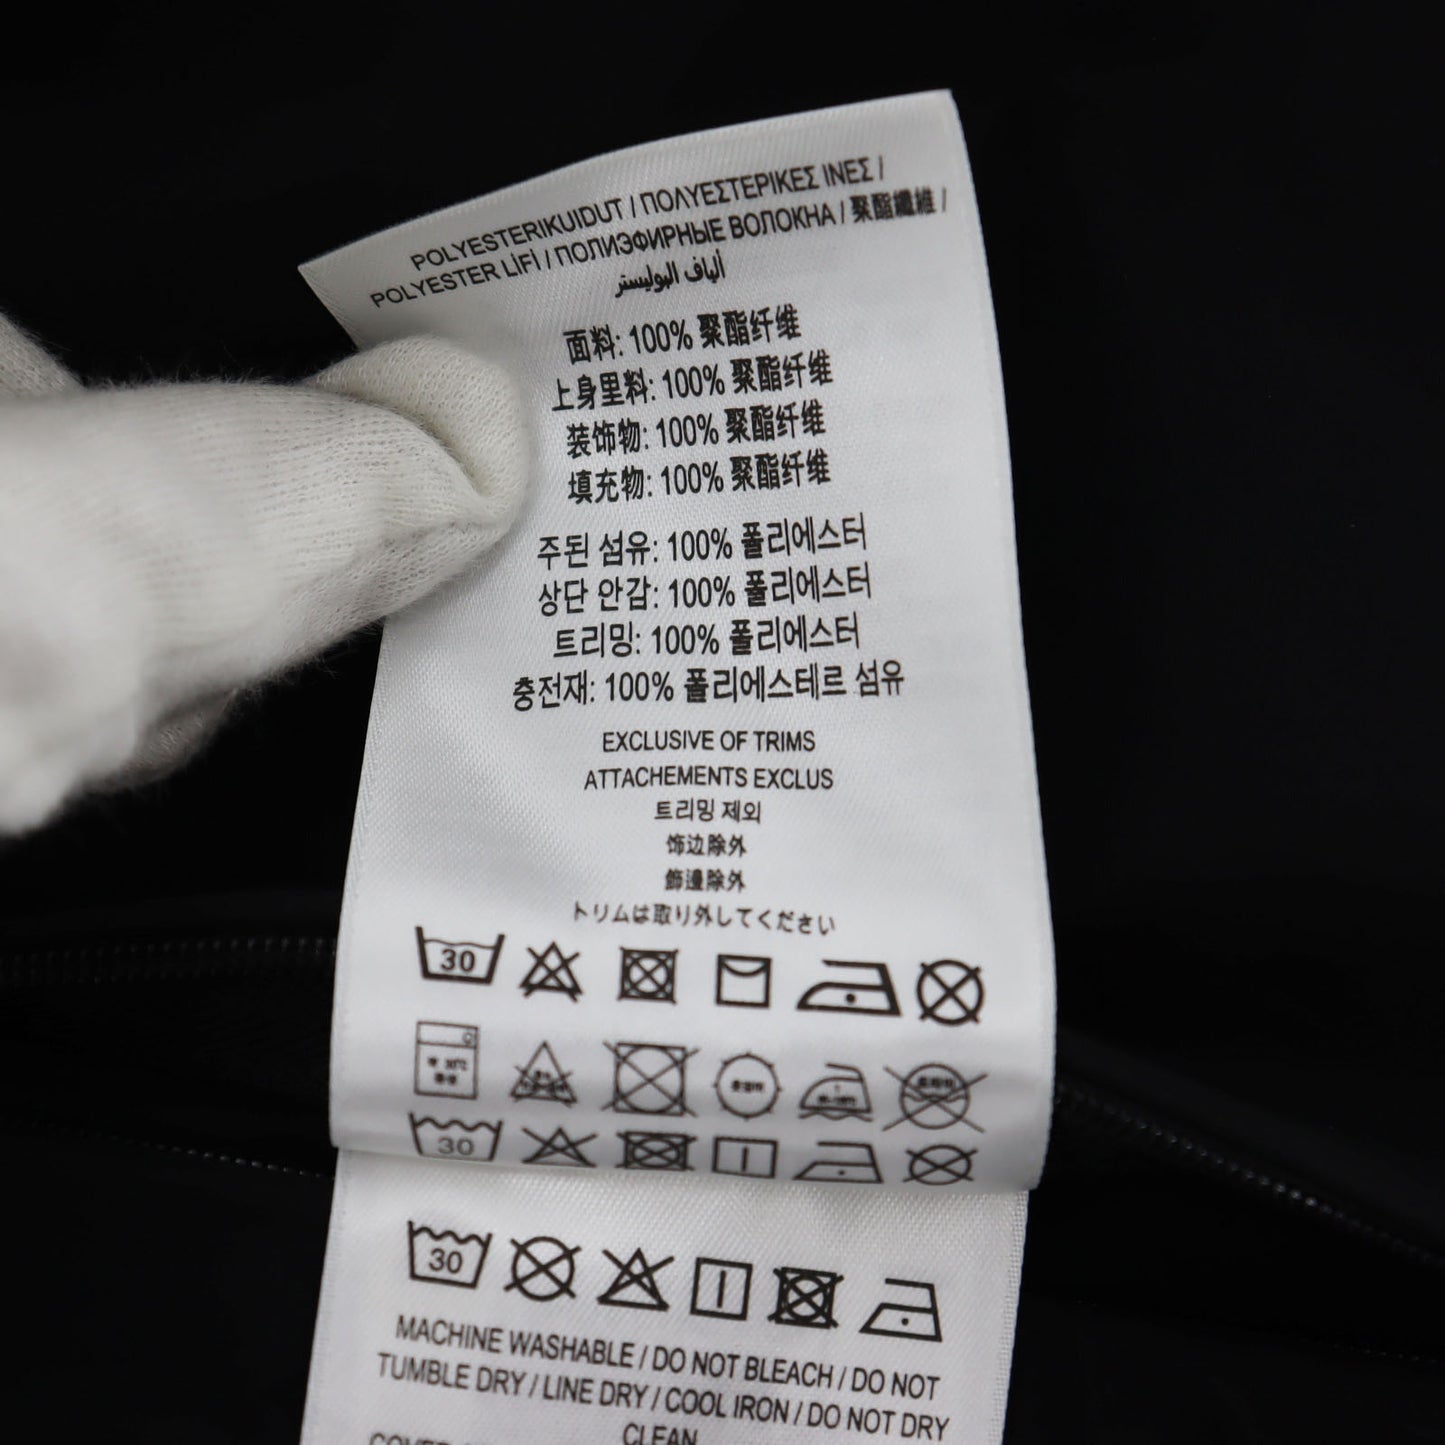 POLYESTERIKUIDUT / ΠΟΛΥΕΣΤΕΡΙΚΕΣ ΙΝΕΣ /
POLYESTER LİFİ / ПОЛИЭФИРНЫЕ ВОЛОКНА / 聚酯纖維 /
ألياف البوليستر
面料: 100% 聚酯纤维
上身里料: 100% 聚酯纤维
装饰物: 100% 聚酯纤维
填充物: 100% 聚酯纤维
주된 섬유: 100% 폴리에스터
상단 안감: 100% 폴리에스터
트리밍: 100% 폴리에스터
충전재: 100% 폴리에스테르 섬유
EXCLUSIVE OF TRIMS
ATTACHEMENTS EXCLUS
트리밍 제외
饰边除外
飾邊除外
トリムは取り外してください
30
30
30
MACHINE WASHABLE / DO NOT BLEACH / DO NOT
TUMBLE DRY / LINE DRY / COOL IRON / DO NOT DRY
CLEAN